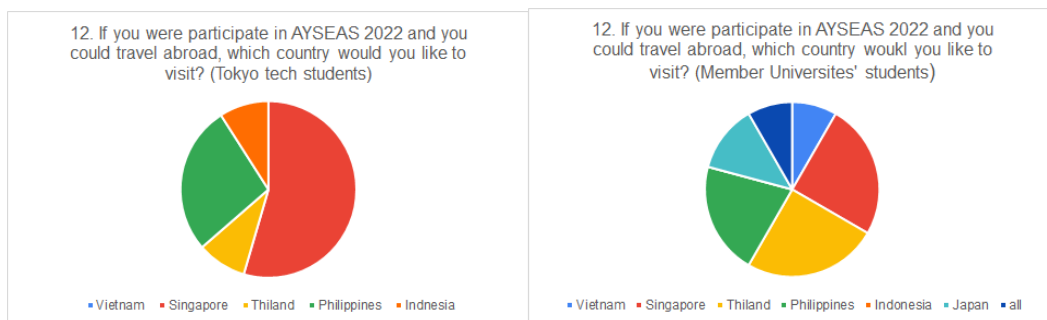 12. If you were participate in AYSEAS 2022 and you
could travel abroad, which country would you like to
visit? (Tokyo tech students)
Vietnam Singapore Thiland Philippines Indnesia
12. If you were participate in AYSEAS 2022 and you
could travel abroad, which country woukl you like to
visit? (Member Universites' students)
Vietnam Singapore Thiland Philippines Indonesia Japan all